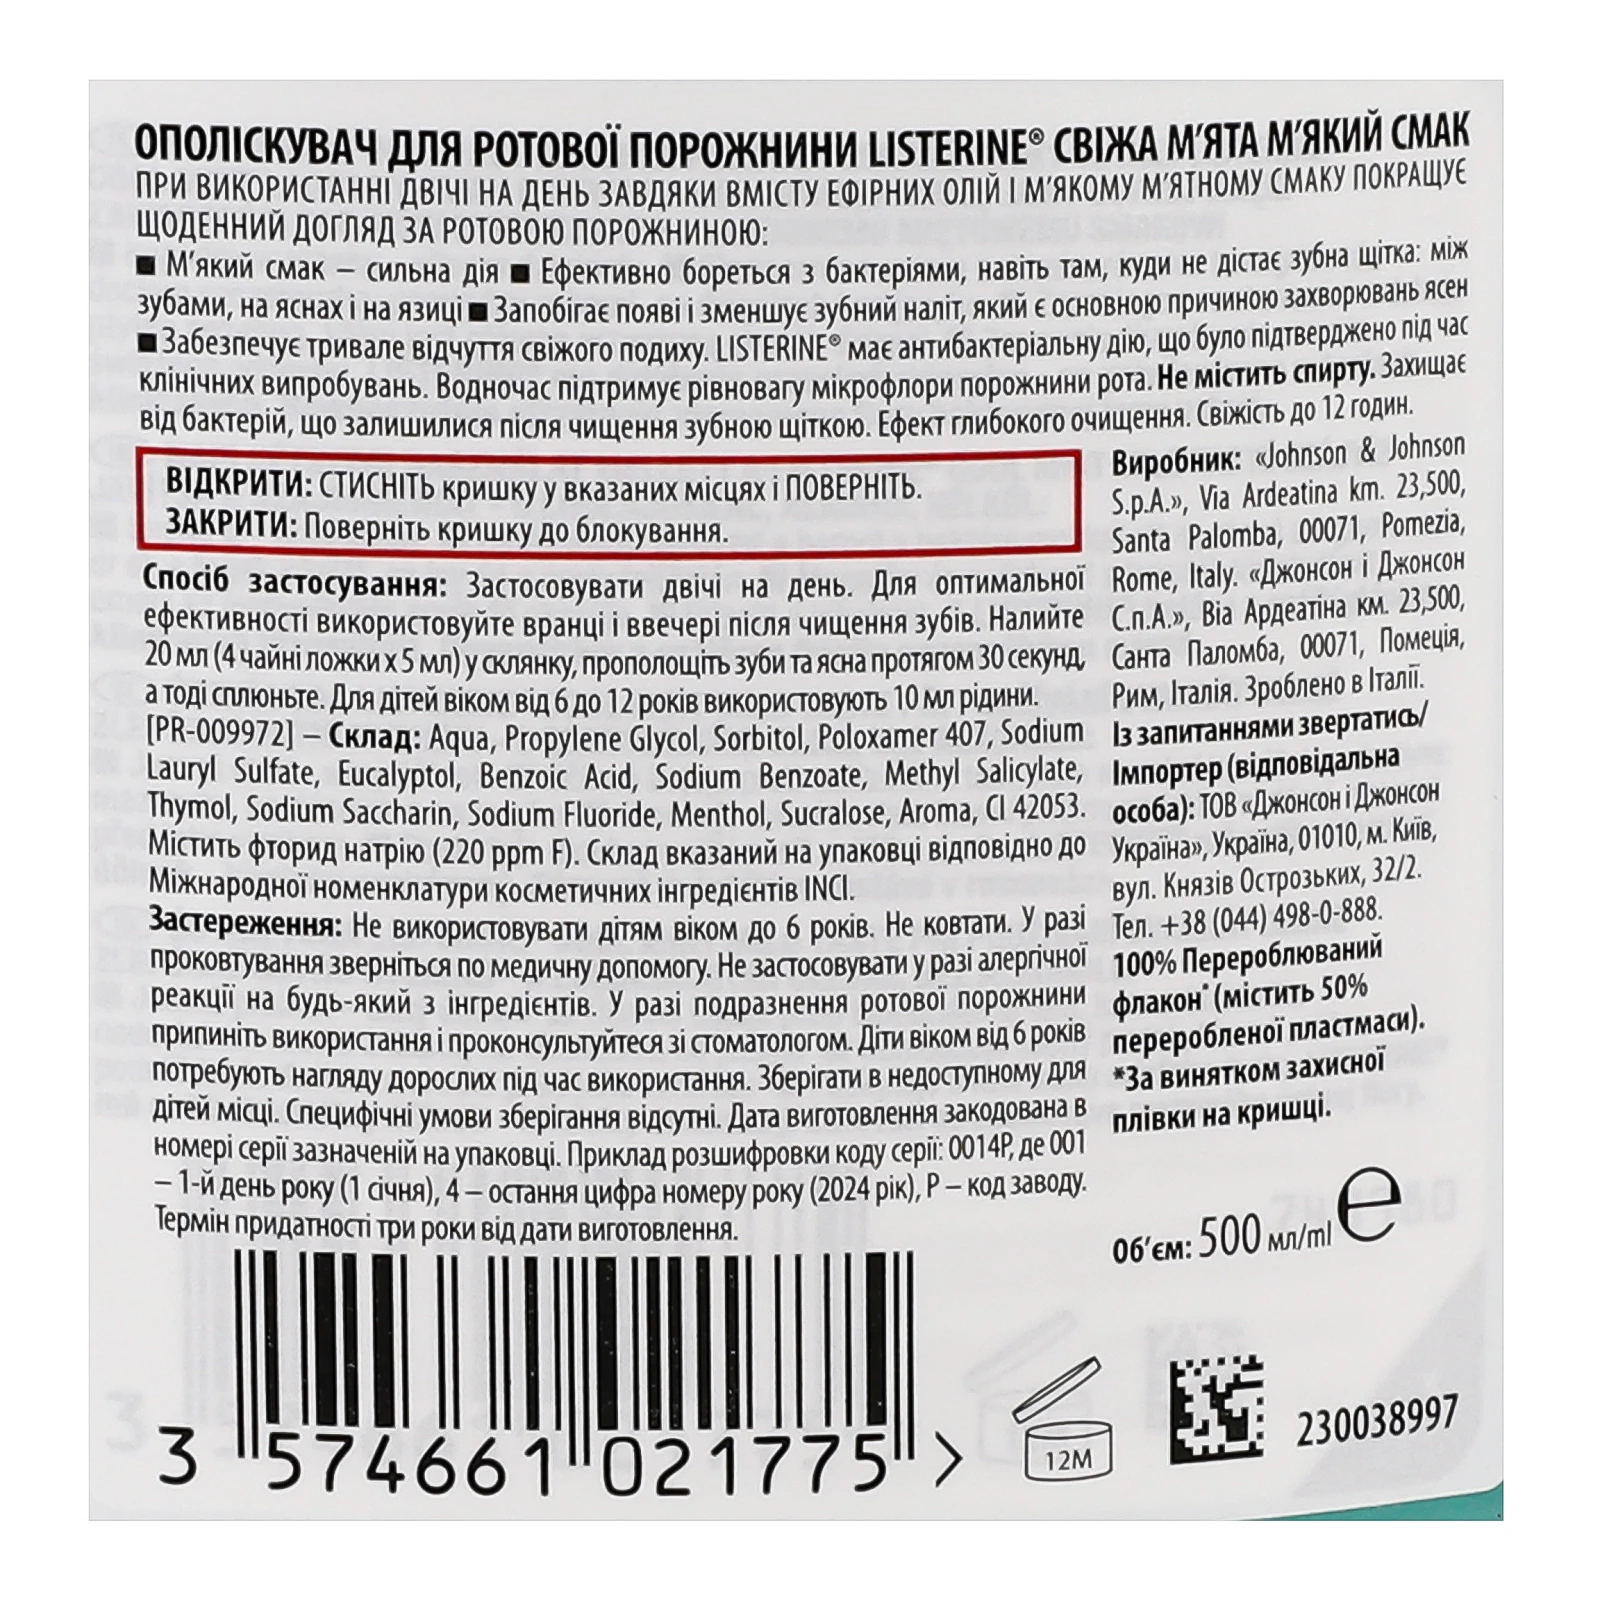 ОПОЛІСКУВАЧ ДЛЯ РОТОВОЇ ПОРОЖНИНИ LISTERINE® СВІЖА М'ЯТА М'ЯКИЙ СМАК
ПРИ ВИКОРИСТАННІ ДВІЧІ НА ДЕНЬ ЗАВДЯКИ ВМІСТУ ЕФІРНИХ ОЛІЙ І М'ЯКОМУ М'ЯТНОМУ СМАКУ ПОКРАЩУЄ
ЩОДЕННИЙ ДОГЛЯД ЗА РОТОВОЮ ПОРОЖНИНОЮ:
■ М'який смак – сильна дія ■ Ефективно бореться з бактеріями, навіть там, куди не дістає зубна щітка: між
зубами, на яснах і на язиці ■ Запобігає появі і зменшує зубний наліт, який є основною причиною захворювань ясен
■ Забезпечує тривале відчуття свіжого подиху. LISTERINE® має антибактеріальну дію, що було підтверджено під час
клінічних випробувань. Водночас підтримує рівновагу мікрофлори порожнини рота. Не містить спирту. Захищає
від бактерій, що залишилися після чищення зубною щіткою. Ефект глибокого очищення. Свіжість до 12 годин.
ВІДКРИТИ: СТИСНІТЬ кришку у вказаних місцях і ПОВЕРНІТЬ.
ЗАКРИТИ: Поверніть кришку до блокування.
Спосіб застосування: Застосовувати двічі на день. Для оптимальної
ефективності використовуйте вранці і ввечері після чищення зубів. Налийте
20 мл (4 чайні ложки х 5 мл) у склянку, прополощіть зуби та ясна протягом 30 секунд,
а тоді сплюньте. Для дітей віком від 6 до 12 років використовують 10 мл рідини.
[PR-009972] – Склад: Aqua, Propylene Glycol, Sorbitol, Poloxamer 407, Sodium
Lauryl Sulfate, Eucalyptol, Benzoic Acid, Sodium Benzoate, Methyl Salicylate,
Thymol, Sodium Saccharin, Sodium Fluoride, Menthol, Sucralose, Aroma, CI 42053.
Містить фторид натрію (220 ppm F). Склад вказаний на упаковці відповідно до
Міжнародної номенклатури косметичних інгредієнтів INCI.
Застереження: Не використовувати дітям віком до 6 років. Не ковтати. У разі
проковтування зверніться по медичну допомогу. Не застосовувати у разі алергічної
реакції на будь-який з інгредієнтів. У разі подразнення ротової порожнини
припиніть використання і проконсультуйтеся зі стоматологом. Діти віком від 6 років
потребують нагляду дорослих під час використання. Зберігати в недоступному для
дітей місці. Специфічні умови зберігання відсутні. Дата виготовлення закодована в
номері серії зазначеній на упаковці. Приклад розшифровки коду серії: 0014P, де 001
– 1-й день року (1 січня), 4 – остання цифра номеру року (2024 рік), P – код заводу.
Термін придатності три роки від дати виготовлення.
Виробник: «Johnson & Johnson
S.p.A.», Via Ardeatina km. 23,500,
Santa Palomba, 00071, Pomezia,
Rome, Italy. «Джонсон і Джонсон
С.п.А.», Віа Ардеатіна км. 23,500,
Санта Паломба, 00071, Помеція,
Рим, Італія. Зроблено в Італії.
Із запитаннями звертатись/
Імпортер (відповідальна
особа): ТОВ «Джонсон і Джонсон
Україна», Україна, 01010, м. Київ,
вул. Князів Острозьких, 32/2.
Тел. +38 (044) 498-0-888.
100% Перероблюваний
флакон* (містить 50%
переробленої пластмаси).
*За винятком захисної
плівки на кришці.
Об'єм: 500 мл/ml e
3 574661 021775 >
12M
230038997